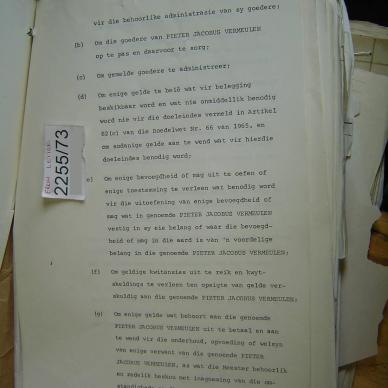 vir die behoorlike administrasie van sy goedere;
(b) Om die goedere van PIETER JACOBUS VERMEULEN
op te pas en daarvoor te sorg;
(c) Om gemelde goedere te administreer;
(d) Om enige gelde te belê wat vir belegging
beskikbaar word en wat nie onmiddellik benodig
word nie vir die doeleindes vermeld in Artikel
82(c) van die Boedelwet Nr. 66 van 1965, en
om sodanige gelde aan te wend wat vir hierdie
doeleindes benodig word;
2255/73
e) Om enige bevoegdheid of mag uit te oefen of
enige toestemming te verleen wat benodig word
vir die uitoefening van enige bevoegdheid of
mag wat in genoemde PIETER JACOBUS VERMEULEN
vestig in sy eie belang of waar die bevoegd-
heid of mag in die aard is van 'n voordelige
belang in die genoemde PIETER JACOBUS VERMEULEN;
(f) Om geldige kwitansies uit te reik en kwyt-
skeldings te verleen ten opsigte van gelde ver-
skuldig aan die genoemde PIETER JACOBUS VERMEULEN;
(g) Om enige gelde wat behoort aan die genoemde
PIETER JACOBUS VERMEULEN uit te betaal en aan
te wend vir die onderhoud, opvoeding of welsyn
van enige verwant van die genoemde PIETER
JACOBUS VERMEULEN, as wat die Meester behoorlik
en redelik beskou met inagneming van die om-